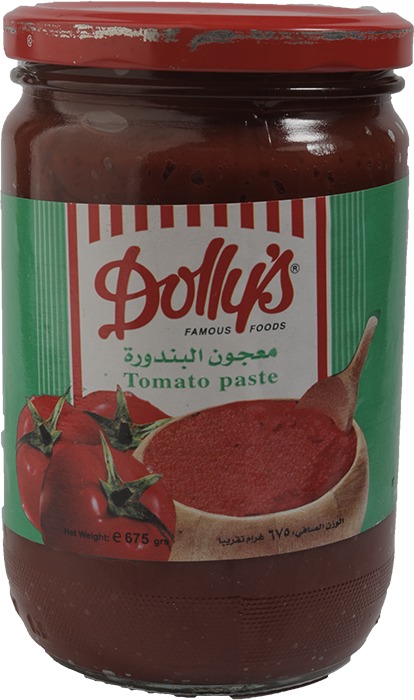 Dolly's®
FAMOUS FOODS
معجون البندورة
Tomato paste
Net Weight: e 675 grs
الوزن الصافي، ٦٧٥ غرام تقريبا